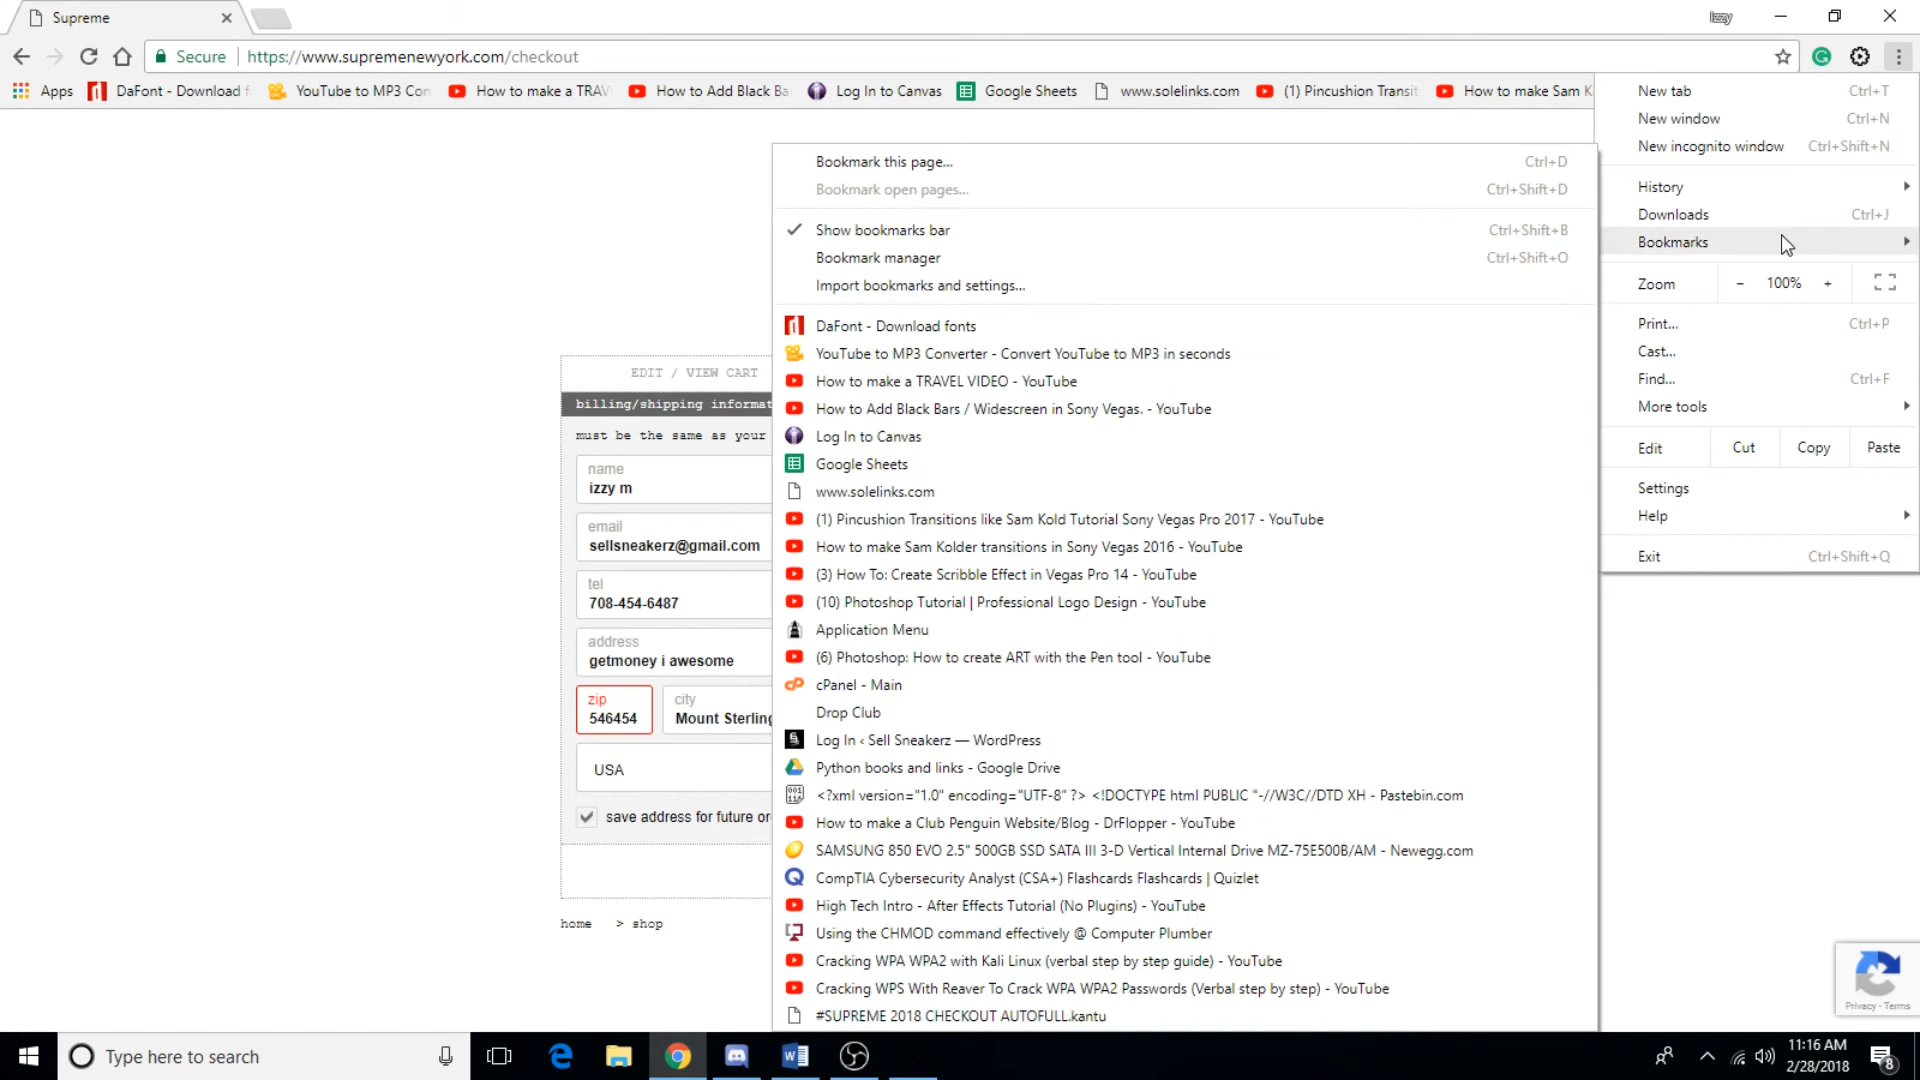 Supreme
Izzy
Secure https://www.supremenewyork.com/checkout
Apps DaFont - Download f YouTube to MP3 Con How to make a TRAV How to Add Black Ba Log In to Canvas Google Sheets www.solelinks.com (1) Pincushion Transit How to make Sam K
New tab Ctrl+T
New window Ctrl+N
New incognito window Ctrl+Shift+N
History
Downloads Ctrl+J
Bookmarks
Zoom - 100% +
Print... Ctrl+P
Cast...
Find... Ctrl+F
More tools
Edit Cut Copy Paste
Settings
Help
Exit Ctrl+Shift+Q
Bookmark this page... Ctrl+D
Bookmark open pages... Ctrl+Shift+D
Show bookmarks bar Ctrl+Shift+B
Bookmark manager Ctrl+Shift+O
Import bookmarks and settings...
DaFont - Download fonts
YouTube to MP3 Converter - Convert YouTube to MP3 in seconds
How to make a TRAVEL VIDEO - YouTube
How to Add Black Bars / Widescreen in Sony Vegas. - YouTube
Log In to Canvas
Google Sheets
www.solelinks.com
(1) Pincushion Transitions like Sam Kold Tutorial Sony Vegas Pro 2017 - YouTube
How to make Sam Kolder transitions in Sony Vegas 2016 - YouTube
(3) How To: Create Scribble Effect in Vegas Pro 14 - YouTube
(10) Photoshop Tutorial | Professional Logo Design - YouTube
Application Menu
(6) Photoshop: How to create ART with the Pen tool - YouTube
cPanel - Main
Drop Club
Log In ‹ Sell Sneakerz — WordPress
Python books and links - Google Drive
<?xml version="1.0" encoding="UTF-8" ?> <!DOCTYPE html PUBLIC "-//W3C//DTD XH - Pastebin.com
How to make a Club Penguin Website/Blog - DrFlopper - YouTube
SAMSUNG 850 EVO 2.5" 500GB SSD SATA III 3-D Vertical Internal Drive MZ-75E500B/AM - Newegg.com
CompTIA Cybersecurity Analyst (CSA+) Flashcards Flashcards | Quizlet
High Tech Intro - After Effects Tutorial (No Plugins) - YouTube
Using the CHMOD command effectively @ Computer Plumber
Cracking WPA WPA2 with Kali Linux (verbal step by step guide) - YouTube
Cracking WPS With Reaver To Crack WPA WPA2 Passwords (Verbal step by step) - YouTube
#SUPREME 2018 CHECKOUT AUTOFULL.kantu
EDIT / VIEW CART
billing/shipping informat
must be the same as your
name
izzy m
email
sellsneakerz@gmail.com
tel
708-454-6487
address
getmoney i awesome
zip city
546454 Mount Sterling
USA
save address for future or
home > shop
Privacy - Terms
Type here to search
11:16 AM
2/28/2018
8